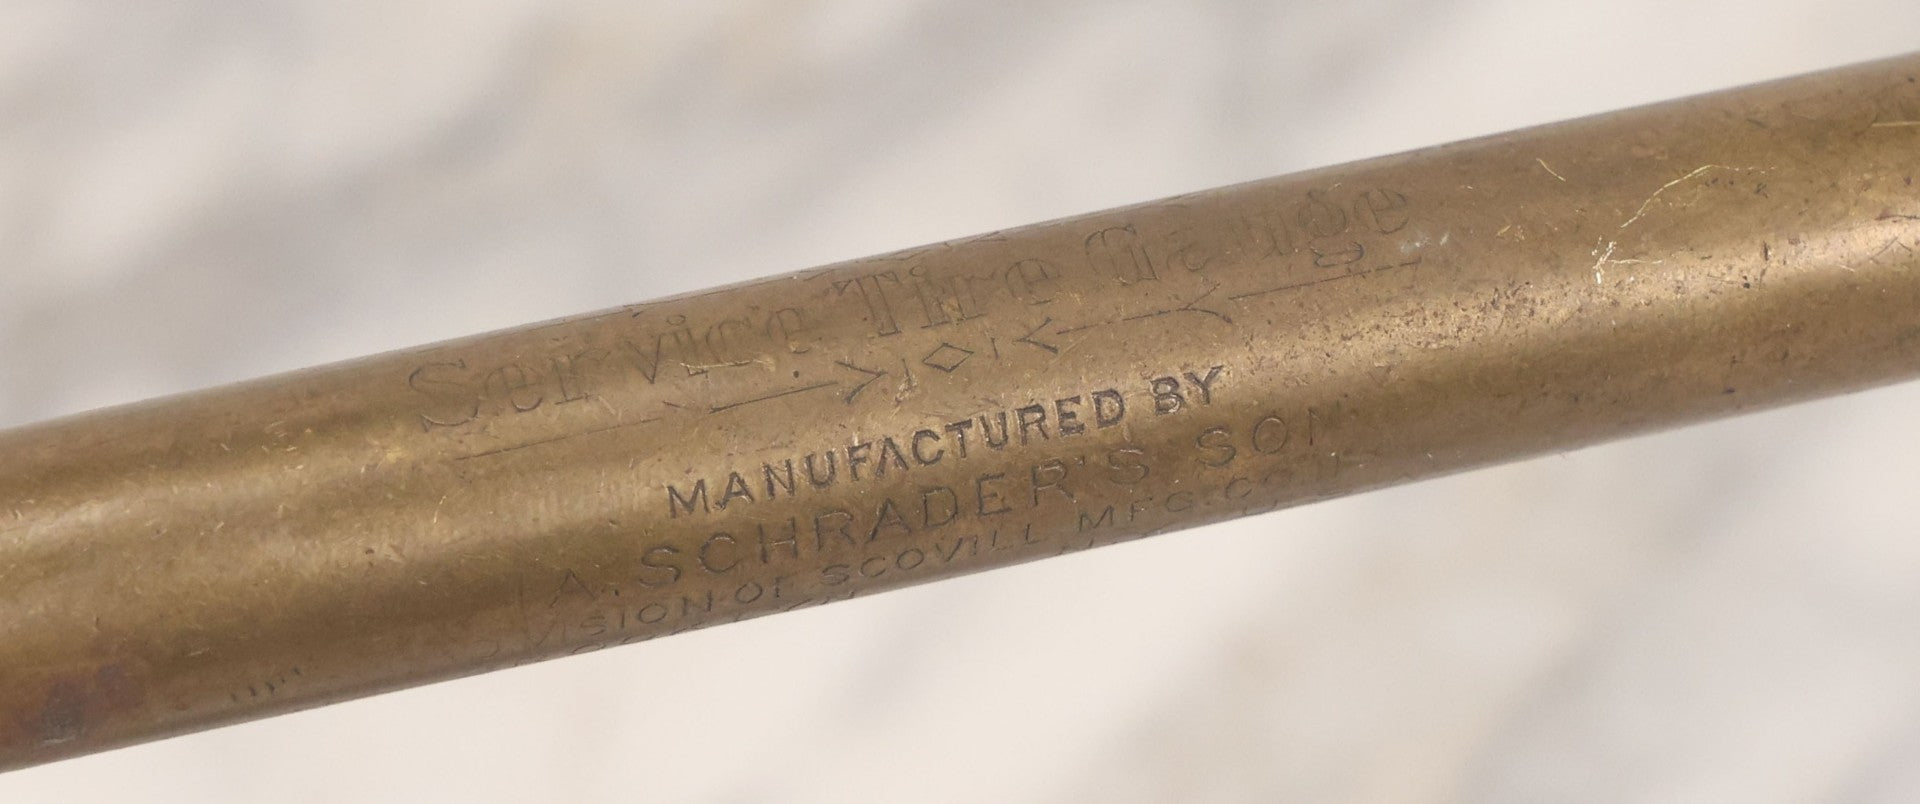 Service Tire Gauge
MANUFACTURED BY
A. SCHRADER'S SON
DIVISION OF SCOVILL MFG. CO.